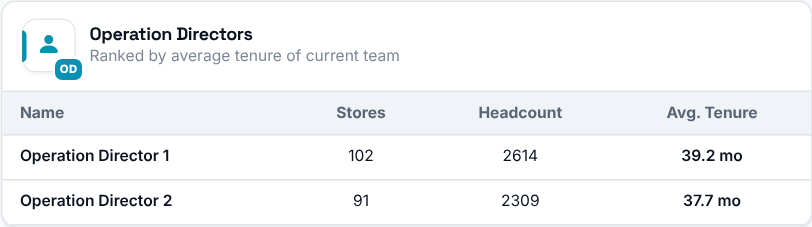 Operation Directors
Ranked by average tenure of current team
OD
Name Stores Headcount Avg. Tenure
Operation Director 1 102 2614 39.2 mo
Operation Director 2 91 2309 37.7 mo